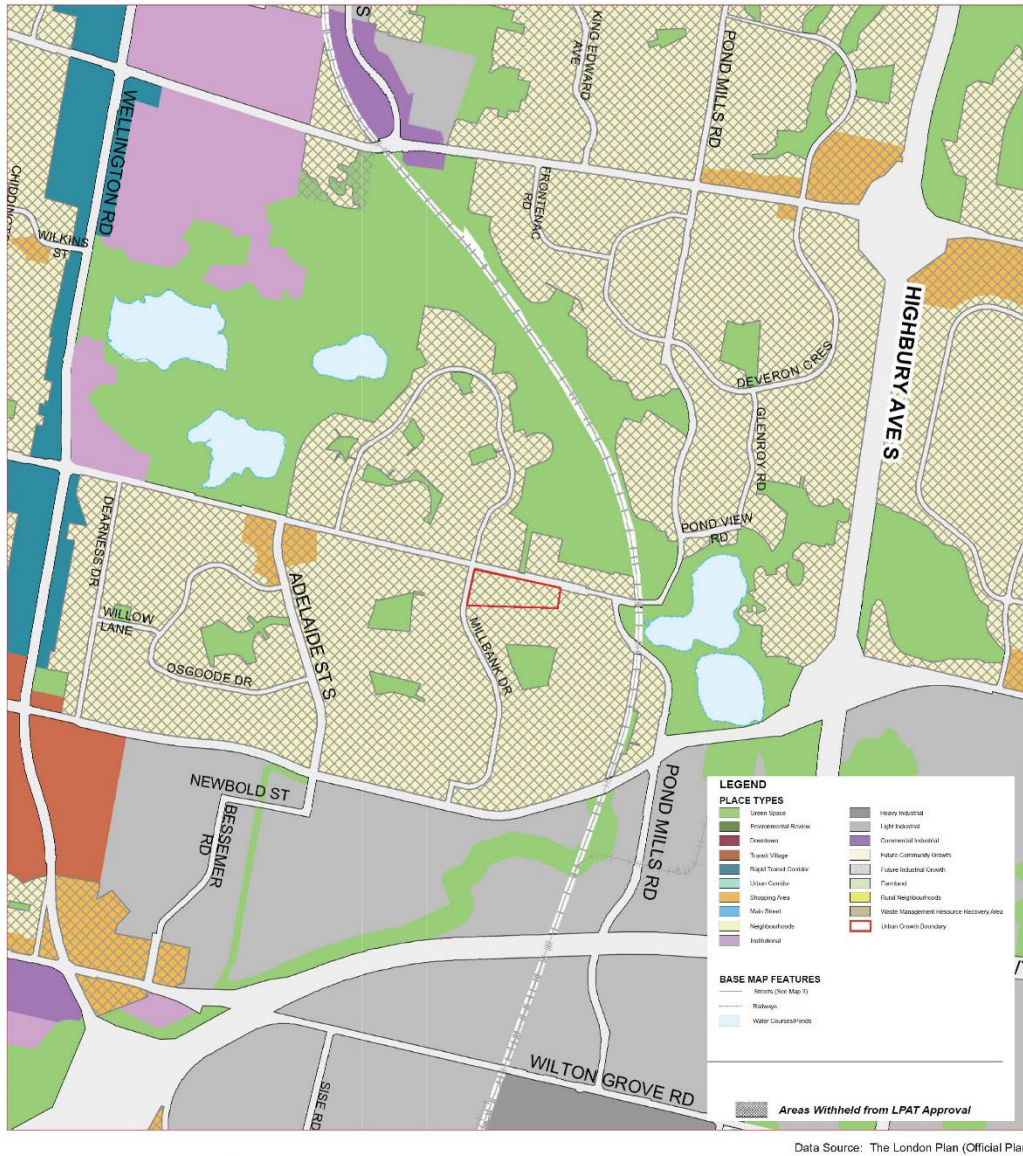 S
KING EDWARD
AVE
POND MILLS RD
WELLINGTON RD
FRONTENAC
RD
WILKINS
ST
HIGHBURY AVE S
DEVERON CRES
GLENROY RD
POND VIEW
RD
DEARNESS DR
ADELAIDE ST S
WILLOW
LANE
OSGOODE DR
MILLBANK DR
NEWBOLD ST
BESSEMER
RD
POND MILLS RD
WILTON GROVE RD
SISE RD
LEGEND
PLACE TYPES
Green Space
Environmental Review
Downtown
Transit Village
Rapid Transit Corridor
Urban Corridor
Shopping Area
Main Street
Neighbourhoods
Institutional
Heavy Industrial
Light Industrial
Commercial Industrial
Future Community Growth
Future Industrial Growth
Farmland
Rural Neighbourhoods
Waste Management Resource Recovery Area
Urban Growth Boundary
BASE MAP FEATURES
Streets (See Map 3)
Railways
Water Courses/Ponds
Areas Withheld from LPAT Approval
Data Source: The London Plan (Official Plan